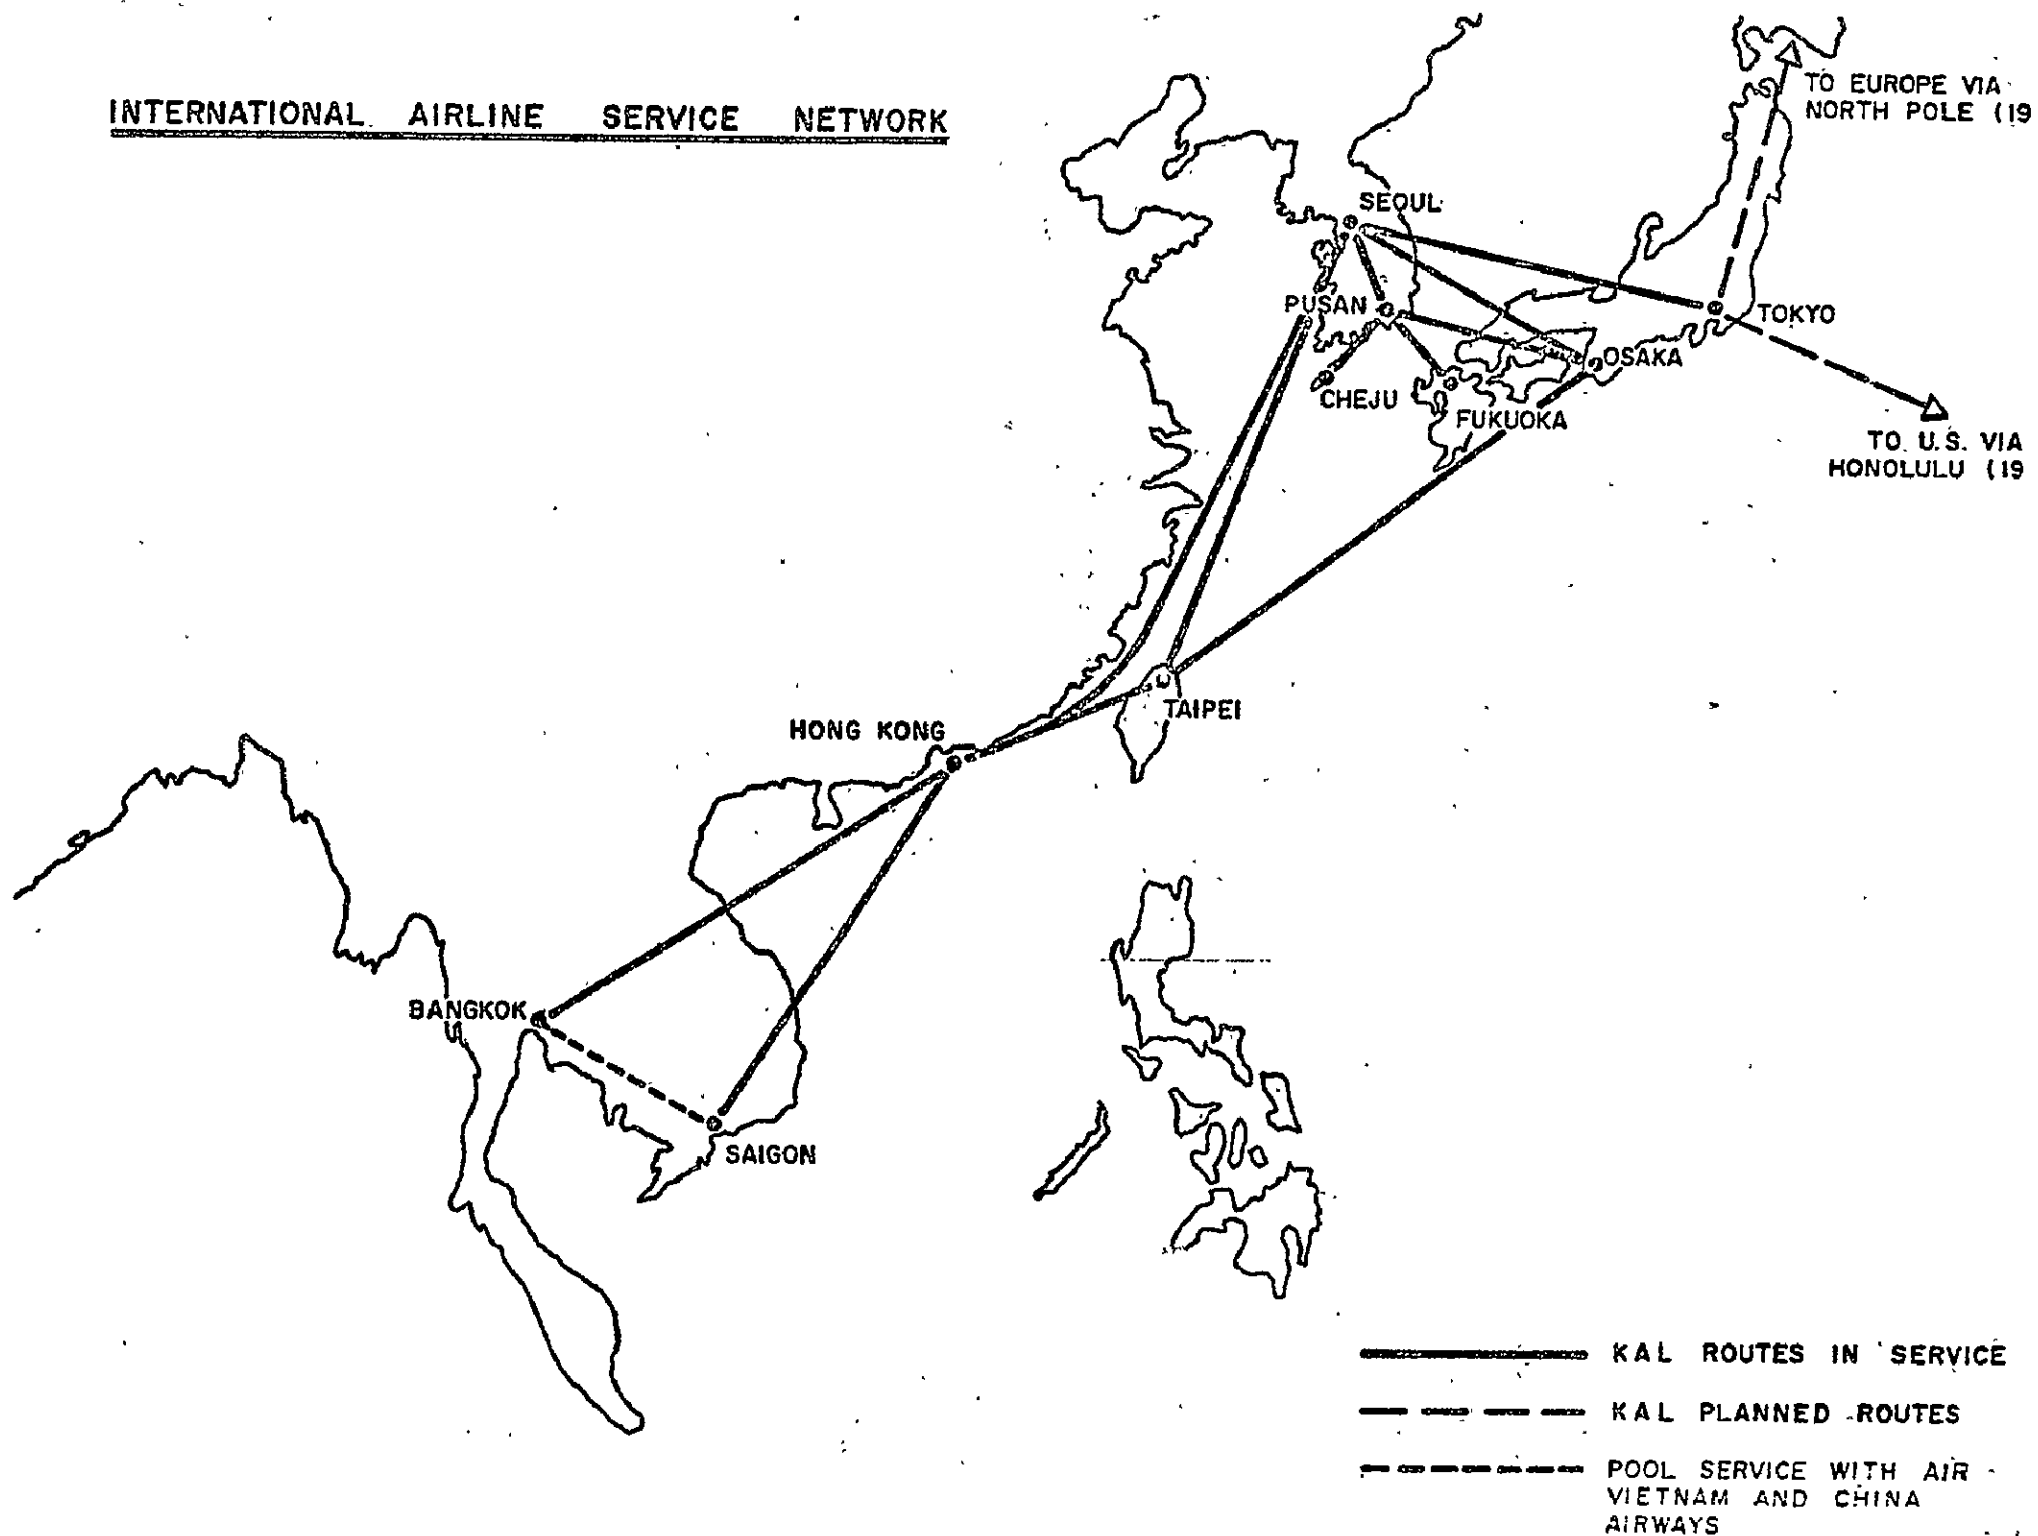 INTERNATIONAL AIRLINE SERVICE NETWORK
TO EUROPE VIA
NORTH POLE (19
SEOUL
PUSAN
TOKYO
OSAKA
CHEJU
FUKUOKA
TO U.S. VIA
HONOLULU (19
TAIPEI
HONG KONG
BANGKOK
SAIGON
KAL ROUTES IN SERVICE
KAL PLANNED ROUTES
POOL SERVICE WITH AIR
VIETNAM AND CHINA
AIRWAYS